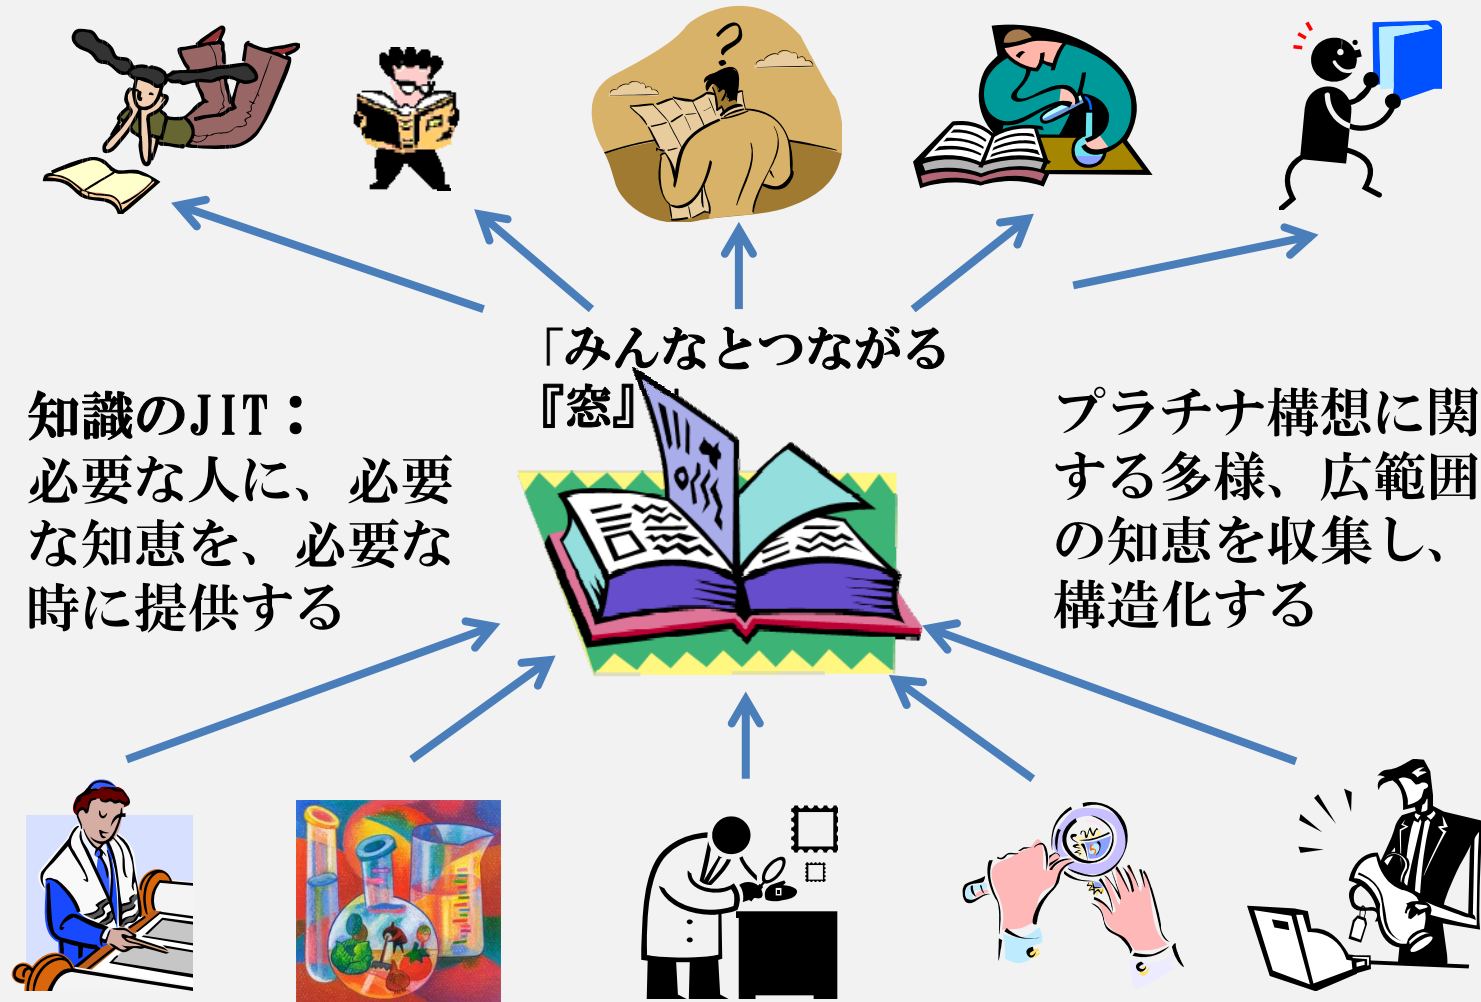 「みんなとつながる
『窓』
知識のJIT：
必要な人に、必要
な知恵を、必要な
時に提供する
プラチナ構想に関
する多様、広範囲
の知恵を収集し、
構造化する